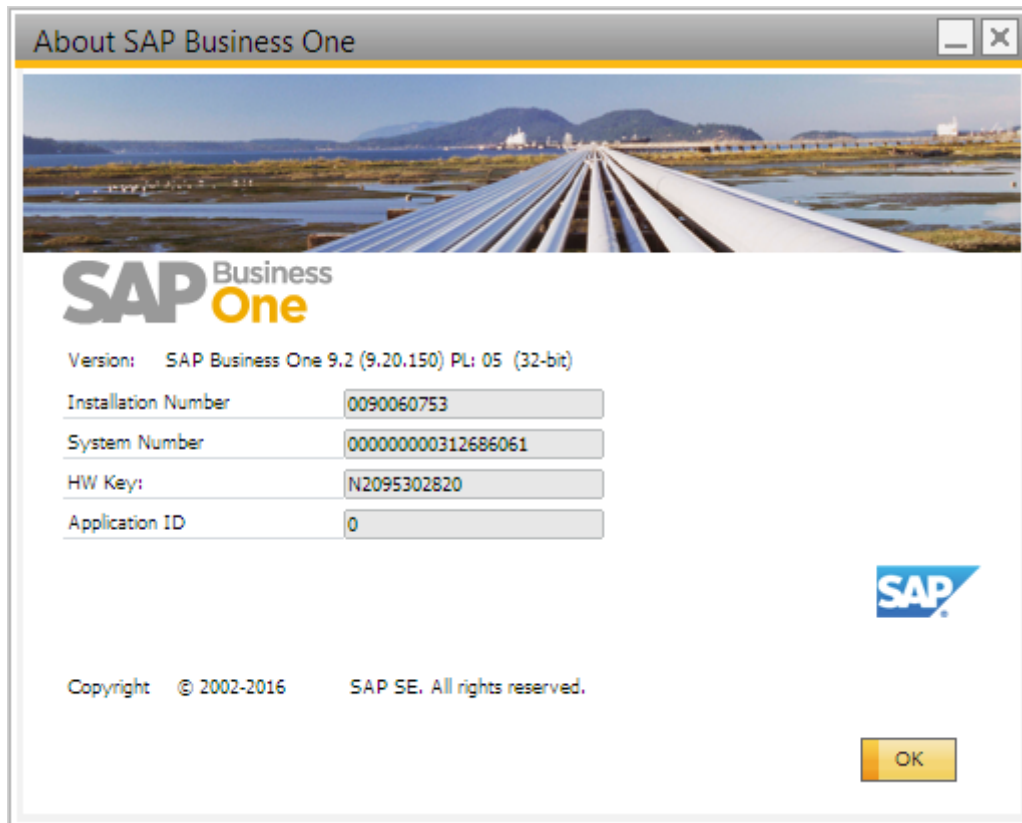 About SAP Business One
SAP Business One
Version: SAP Business One 9.2 (9.20.150) PL: 05 (32-bit)
Installation Number 0090060753
System Number 000000000312686061
HW Key: N2095302820
Application ID 0
SAP
Copyright © 2002-2016 SAP SE. All rights reserved.
OK